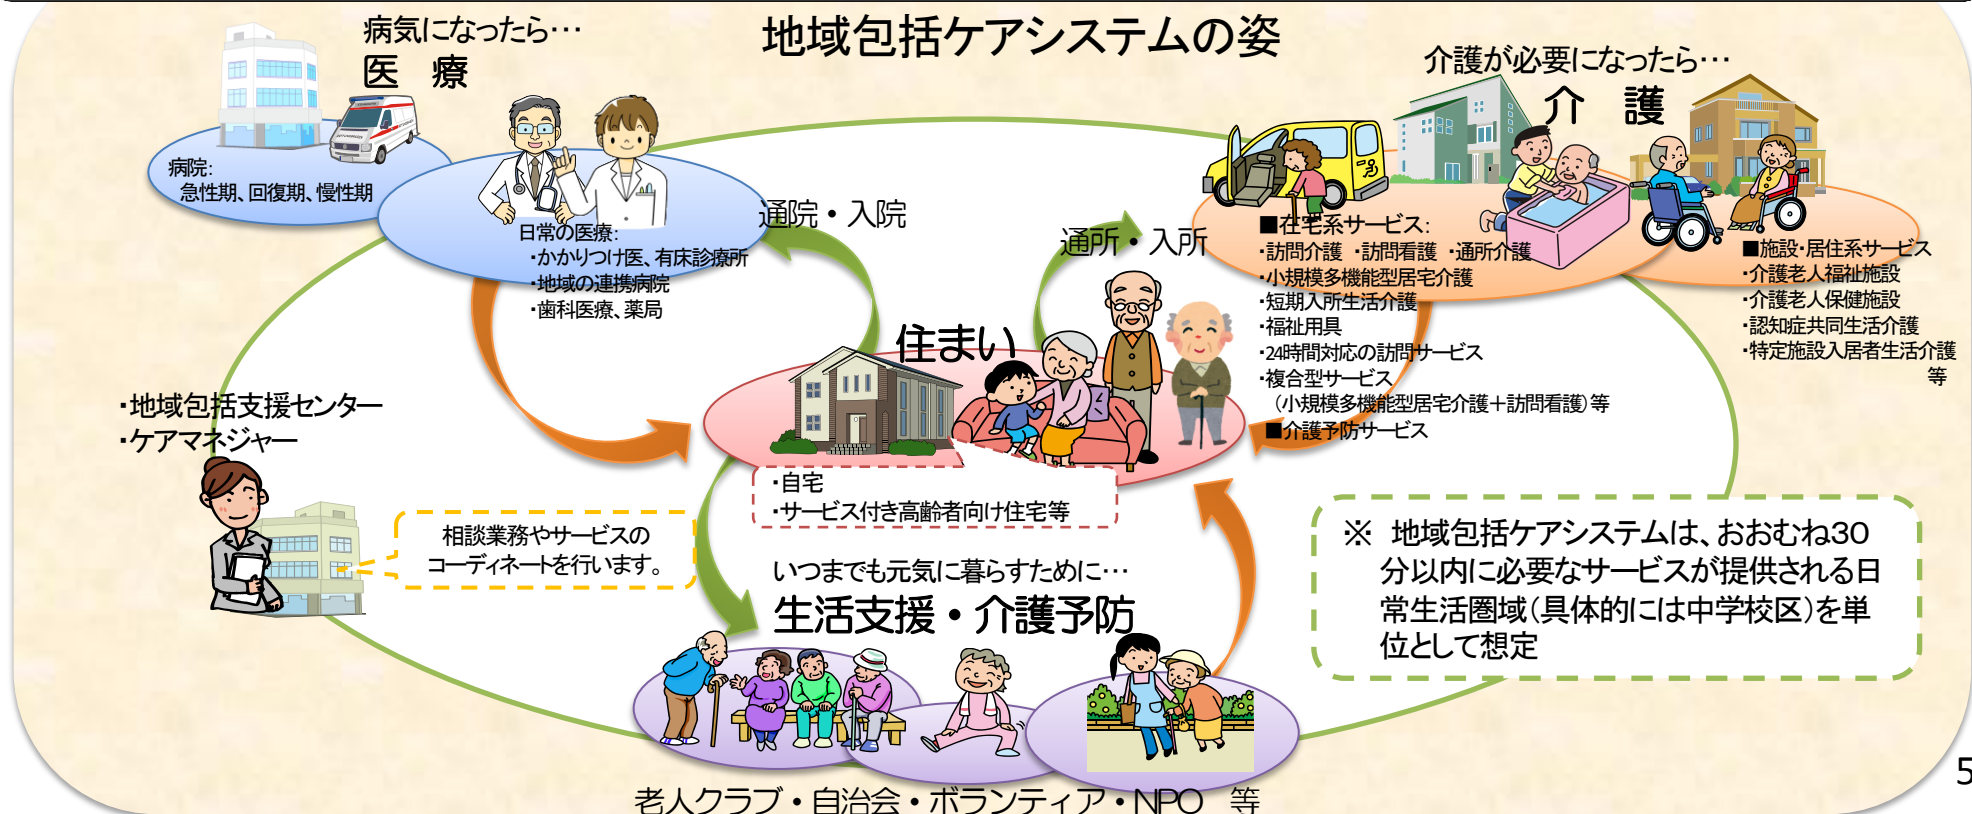 地域包括ケアシステムの姿
病気になったら…
医 療
病院:
急性期、回復期、慢性期
日常の医療:
・かかりつけ医、有床診療所
・地域の連携病院
・歯科医療、薬局
通院・入院
通所・入所
介護が必要になったら…
介 護
■在宅系サービス:
・訪問介護 ・訪問看護 ・通所介護
・小規模多機能型居宅介護
・短期入所生活介護
・福祉用具
・24時間対応の訪問サービス
・複合型サービス
(小規模多機能型居宅介護+訪問看護)等
■介護予防サービス
■施設・居住系サービス
・介護老人福祉施設
・介護老人保健施設
・認知症共同生活介護
・特定施設入居者生活介護
等
住まい
・自宅
・サービス付き高齢者向け住宅等
・地域包括支援センター
・ケアマネジャー
相談業務やサービスの
コーディネートを行います。
いつまでも元気に暮らすために…
生活支援・介護予防
老人クラブ・自治会・ボランティア・NPO 等
※ 地域包括ケアシステムは、おおむね30
分以内に必要なサービスが提供される日
常生活圏域(具体的には中学校区)を単
位として想定
5